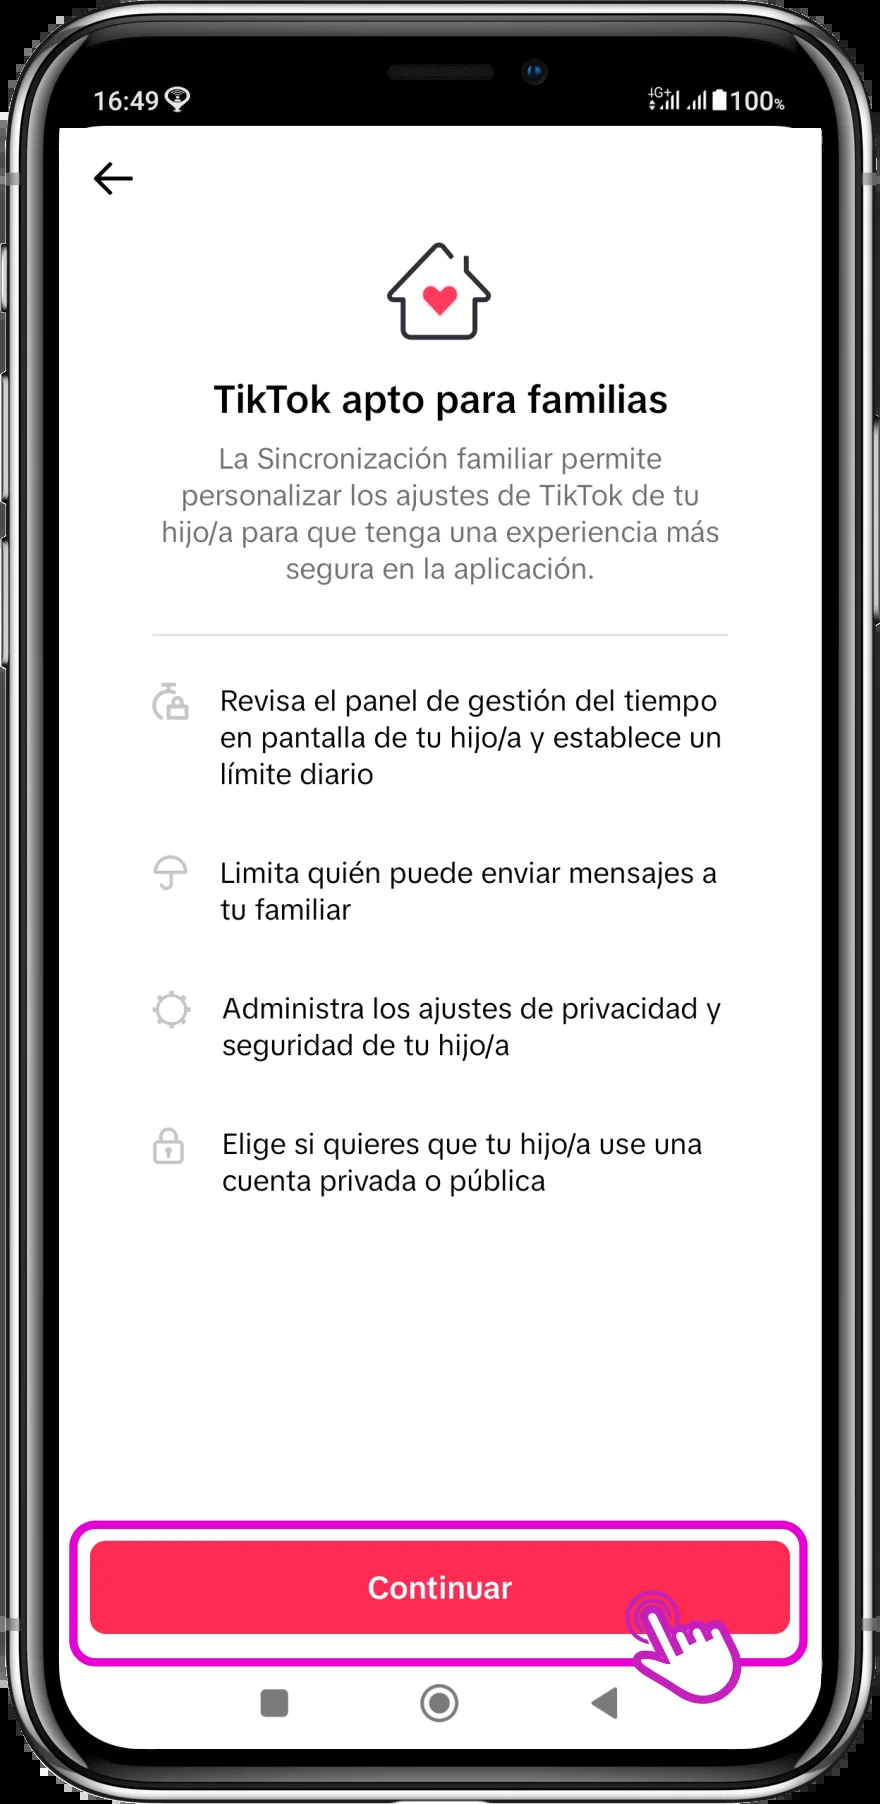 16:49
4G+ 100%
TikTok apto para familias
La Sincronización familiar permite
personalizar los ajustes de TikTok de tu
hijo/a para que tenga una experiencia más
segura en la aplicación.
Revisa el panel de gestión del tiempo
en pantalla de tu hijo/a y establece un
límite diario
Limita quién puede enviar mensajes a
tu familiar
Administra los ajustes de privacidad y
seguridad de tu hijo/a
Elige si quieres que tu hijo/a use una
cuenta privada o pública
Continuar